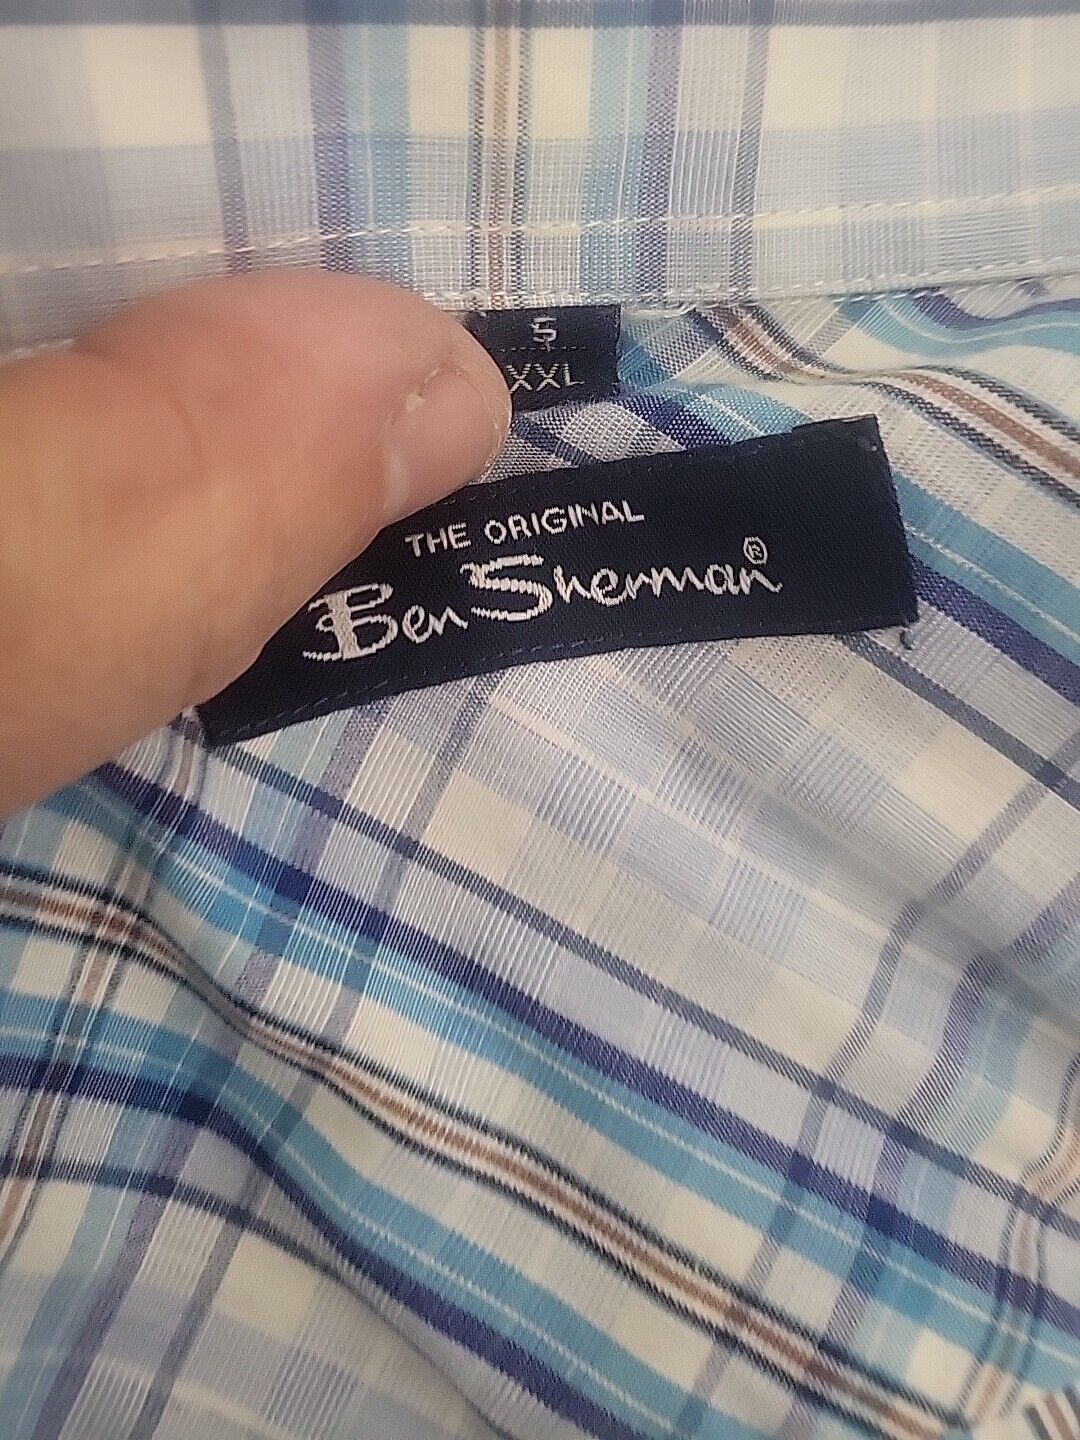 5
XXL
THE ORIGINAL
Ben Sherman®